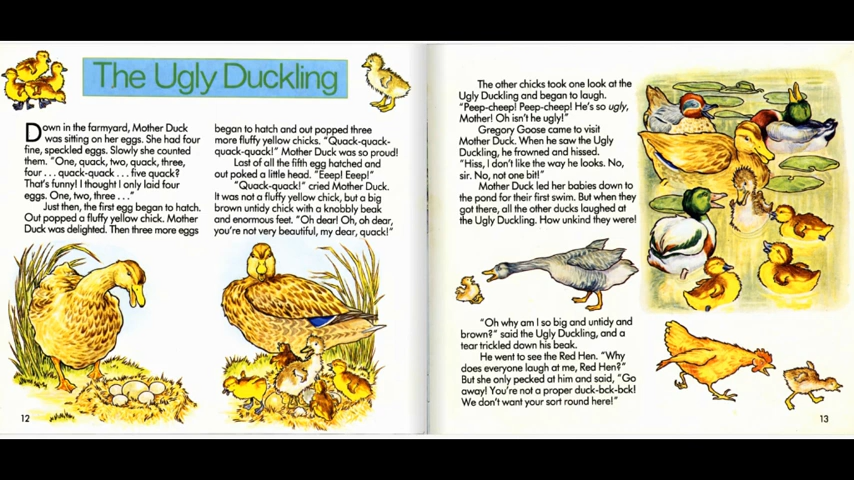 The Ugly Duckling
Down in the farmyard, Mother Duck
was sitting on her eggs. She had four
fine, speckled eggs. Slowly she counted
them. "One, quack, two, quack, three,
four . . . quack-quack . . . five quack?
That's funny! I thought I only laid four
eggs. One, two, three . . ."
Just then, the first egg began to hatch.
Out popped a fluffy yellow chick. Mother
Duck was delighted. Then three more eggs
began to hatch and out popped three
more fluffy yellow chicks. "Quack-quack-
quack-quack!" Mother Duck was so proud!
Last of all the fifth egg hatched and
out poked a little head. "Eeep! Eeep!"
"Quack-quack!" cried Mother Duck.
It was not a fluffy yellow chick, but a big
brown untidy chick with a knobbly beak
and enormous feet. "Oh dear! Oh, oh dear,
you're not very beautiful, my dear, quack!"
12
The other chicks took one look at the
Ugly Duckling and began to laugh.
"Peep-cheep! Peep-cheep! He's so ugly,
Mother! Oh isn't he ugly!"
Gregory Goose came to visit
Mother Duck. When he saw the Ugly
Duckling, he frowned and hissed.
"Hiss, I don't like the way he looks. No,
sir. No, not one bit!"
Mother Duck led her babies down to
the pond for their first swim. But when they
got there, all the other ducks laughed at
the Ugly Duckling. How unkind they were!
"Oh why am I so big and untidy and
brown?" said the Ugly Duckling, and a
tear trickled down his beak.
He went to see the Red Hen. "Why
does everyone laugh at me, Red Hen?"
But she only pecked at him and said, "Go
away! You're not a proper duck-bck-bck!
We don't want your sort round here!"
13